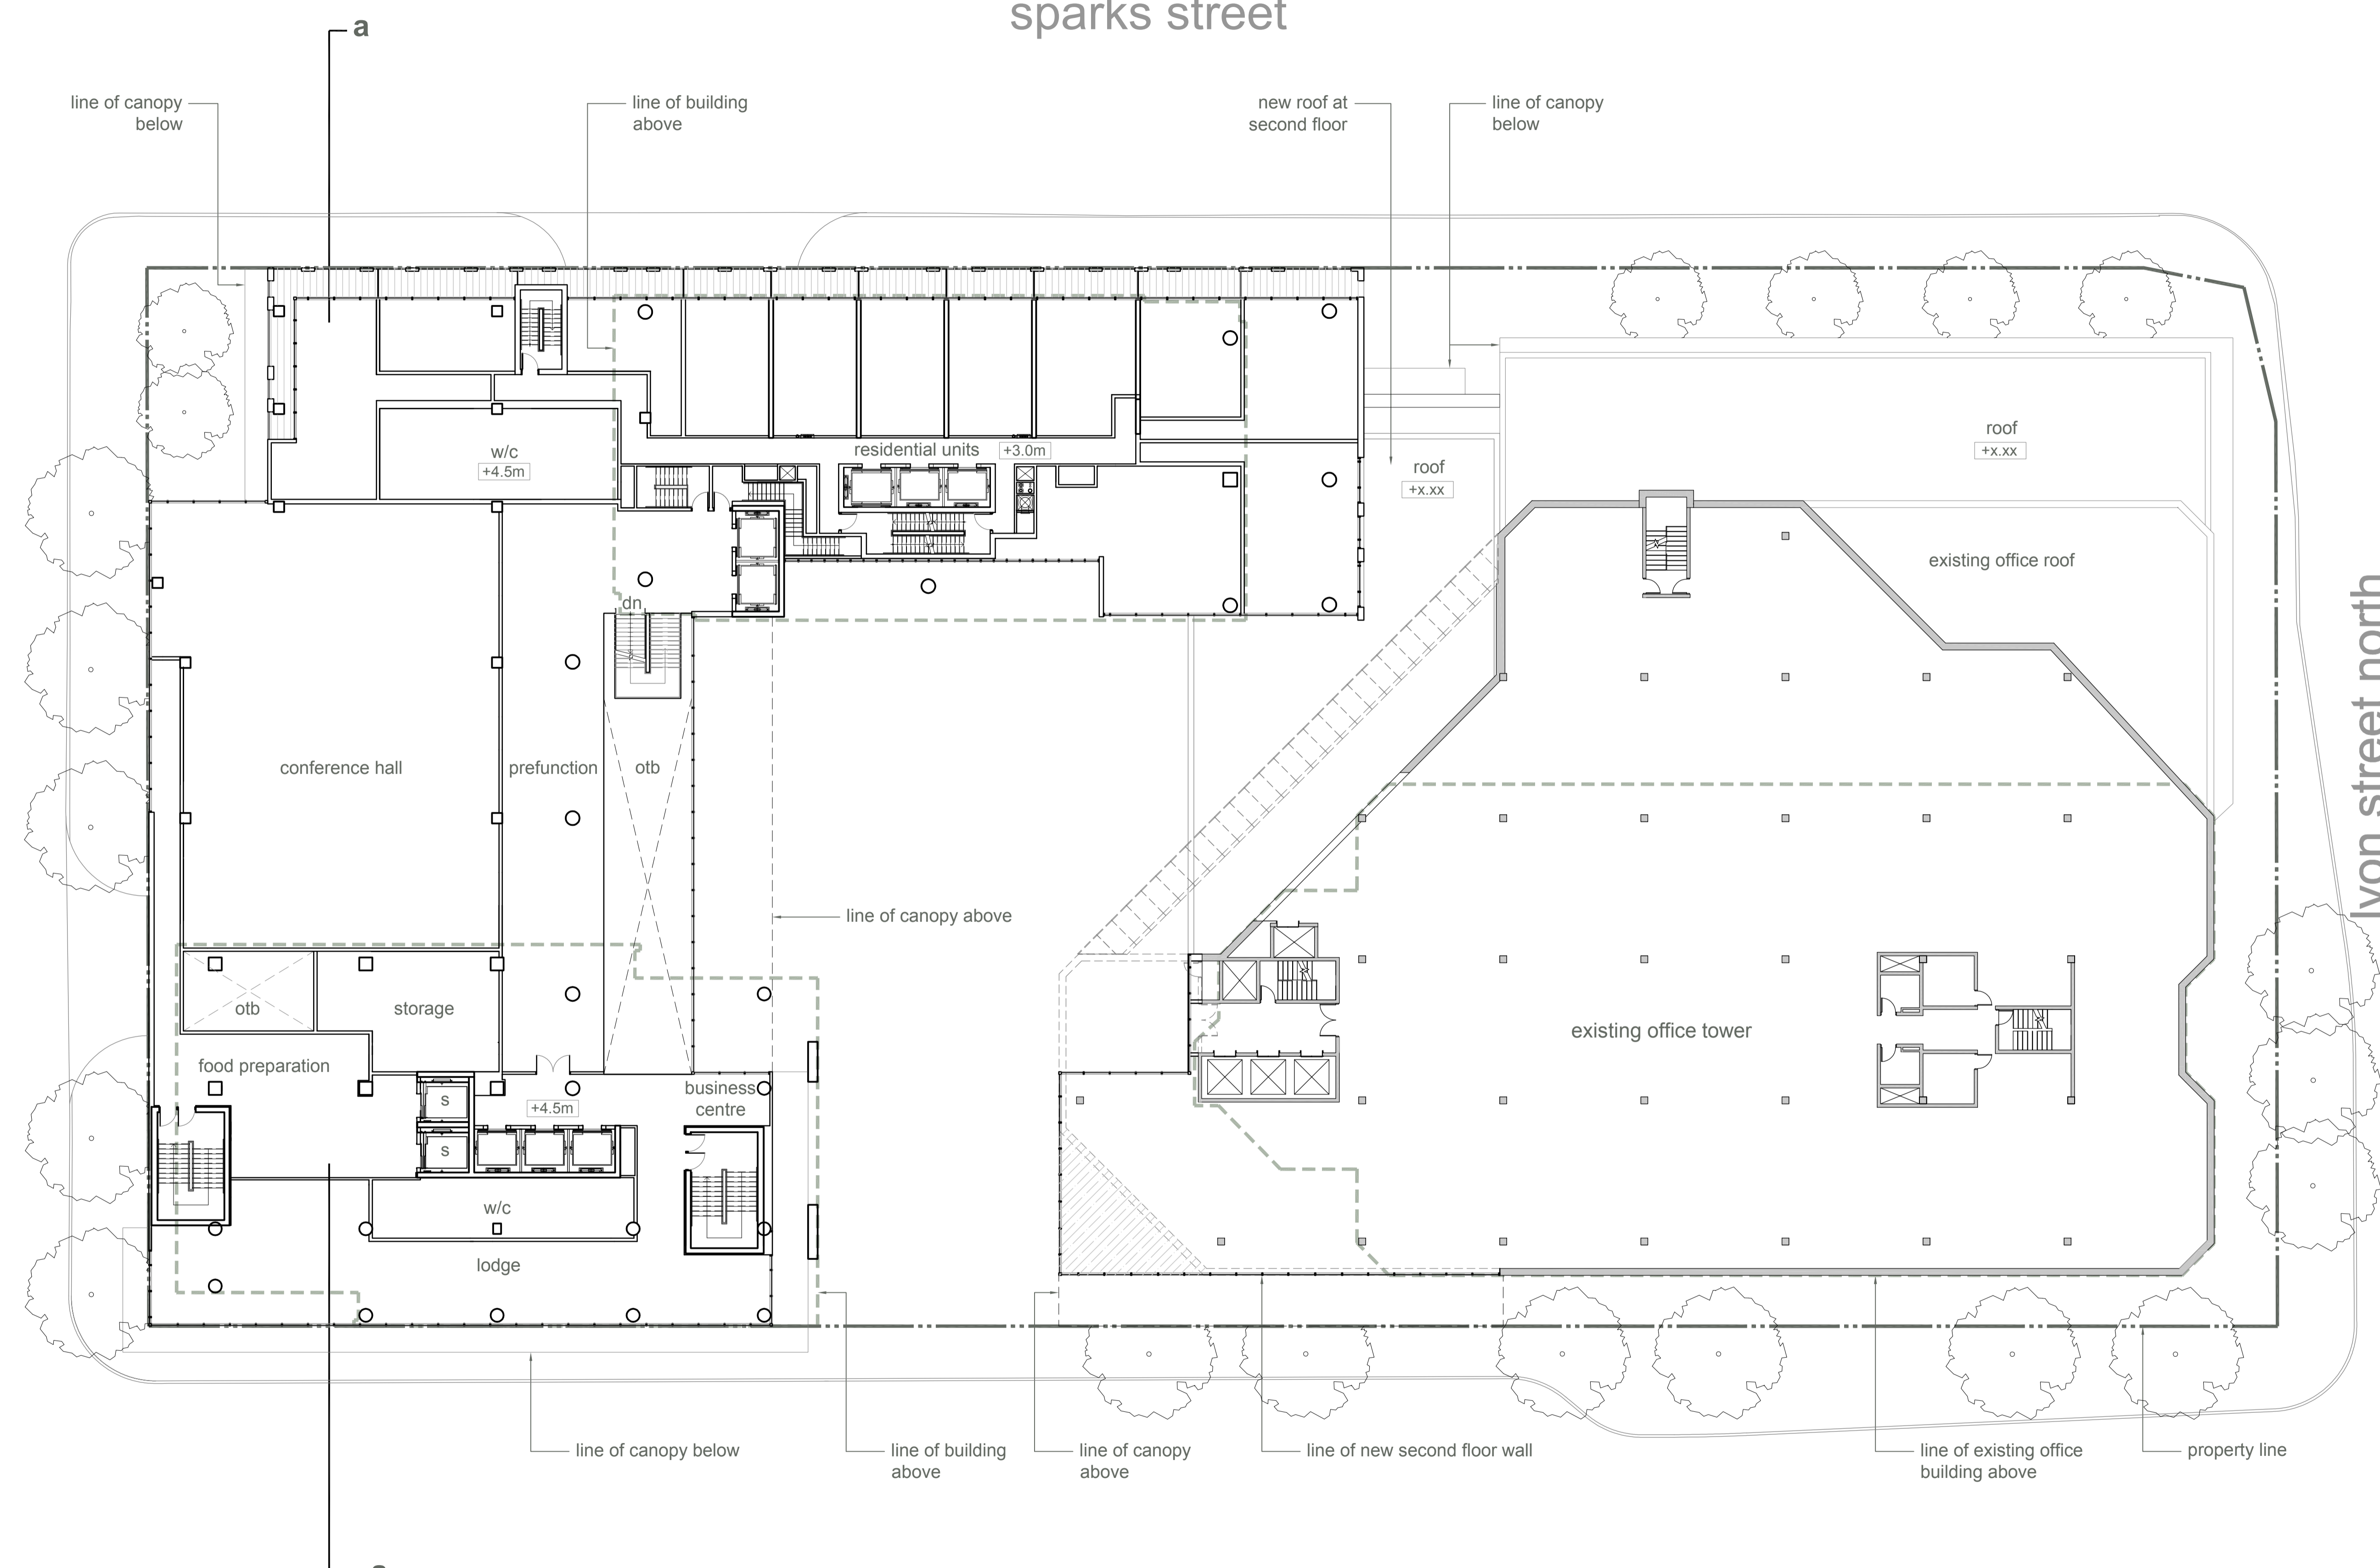 sparks street
a
line of canopy
below
line of building
above
new roof at
second floor
line of canopy
below
roof
+x.xx
w/c
+4.5m
residential units
+3.0m
roof
+x.xx
existing office roof
lyon street north
dn
conference hall
prefunction
otb
line of canopy above
otb
storage
existing office tower
food preparation
business
centre
s
+4.5m
s
w/c
lodge
line of canopy below
line of building
above
line of canopy
above
line of new second floor wall
line of existing office
building above
property line